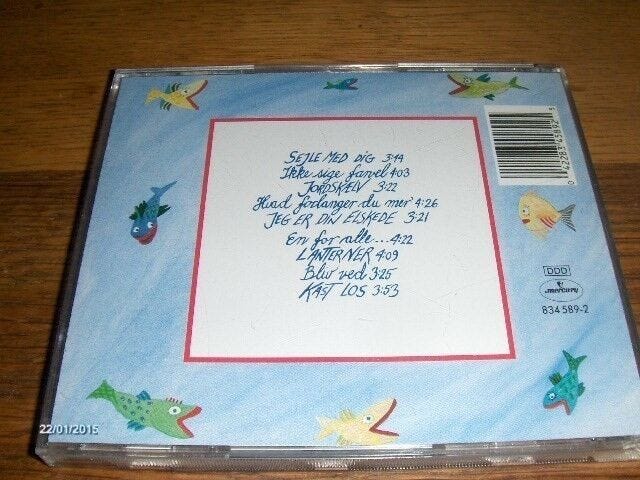 SEJLE MED DIG 3:44
Ikke sige farvel 4:03
JORDSKÆLV 3:22
Hvad forlanger du mer' 4:26
JEG ER DIN ELSKEDE 3:21
En for alle... 4:22
LANTERNER 4:09
Bliv ved 3:25
KAST LOS 3:53
DDD
mercury
834 589-2
22/01/2015